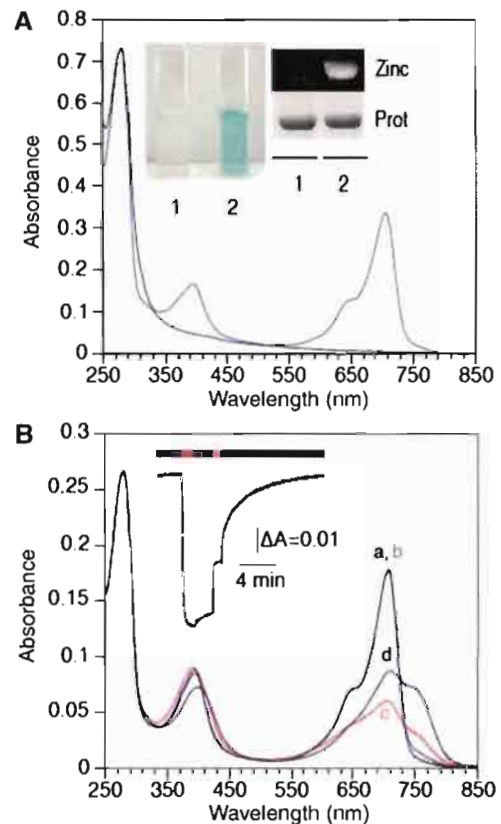 A
0.8
0.7
0.6
0.5
0.4
0.3
0.2
0.1
0
Absorbance
Zinc
Prot
1 2
1 2
250 350 450 550 650 750 850
Wavelength (nm)
B
0.3
0.25
0.2
0.15
0.1
0.05
0
Absorbance
|ΔA=0.01
4 min
a, b
d
c
250 350 450 550 650 750 850
Wavelength (nm)